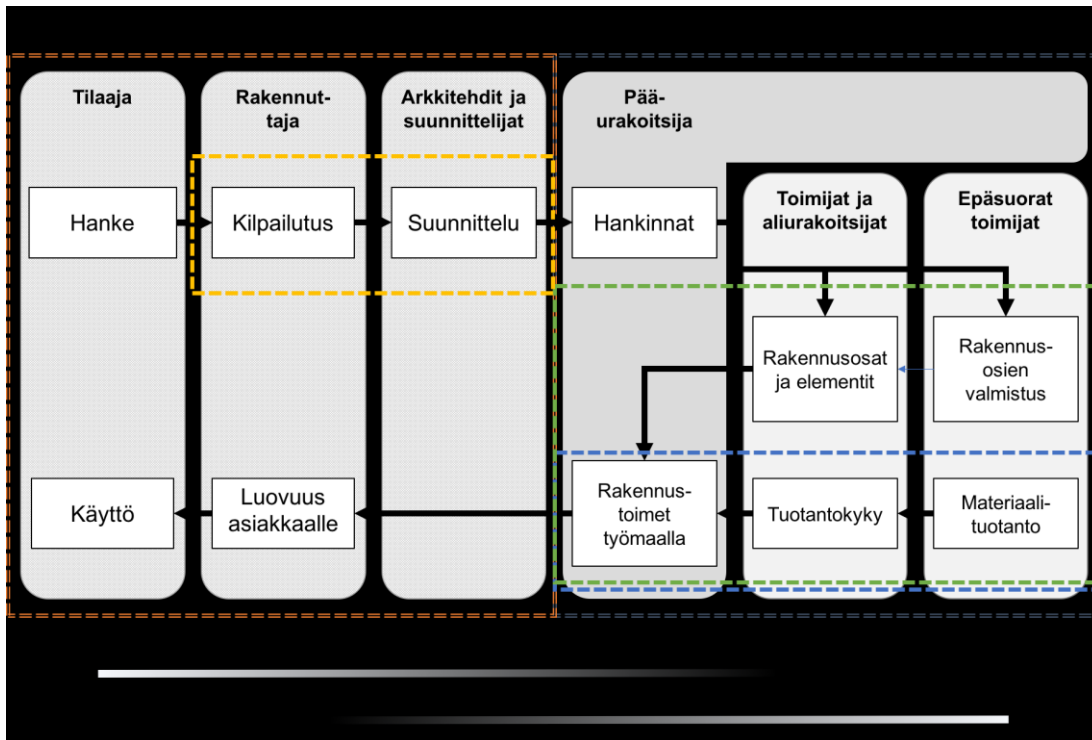 Tilaaja
Rakennut-
taja
Arkkitehdit ja
suunnittelijat
Pää-
urakoitsija
Toimijat ja
aliurakoitsijat
Epäsuorat
toimijat
Hanke
Kilpailutus
Suunnittelu
Hankinnat
Rakennusosat
ja elementit
Rakennus-
osien
valmistus
Käyttö
Luovuus
asiakkaalle
Rakennus-
toimet
työmaalla
Tuotantokyky
Materiaali-
tuotanto